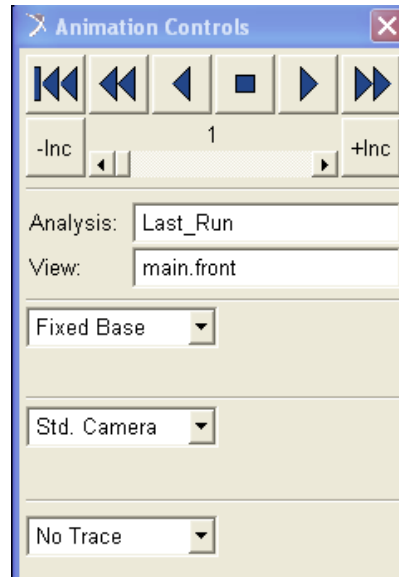 Animation Controls
-Inc
1
+Inc
Analysis: Last_Run
View: main.front
Fixed Base
Std. Camera
No Trace